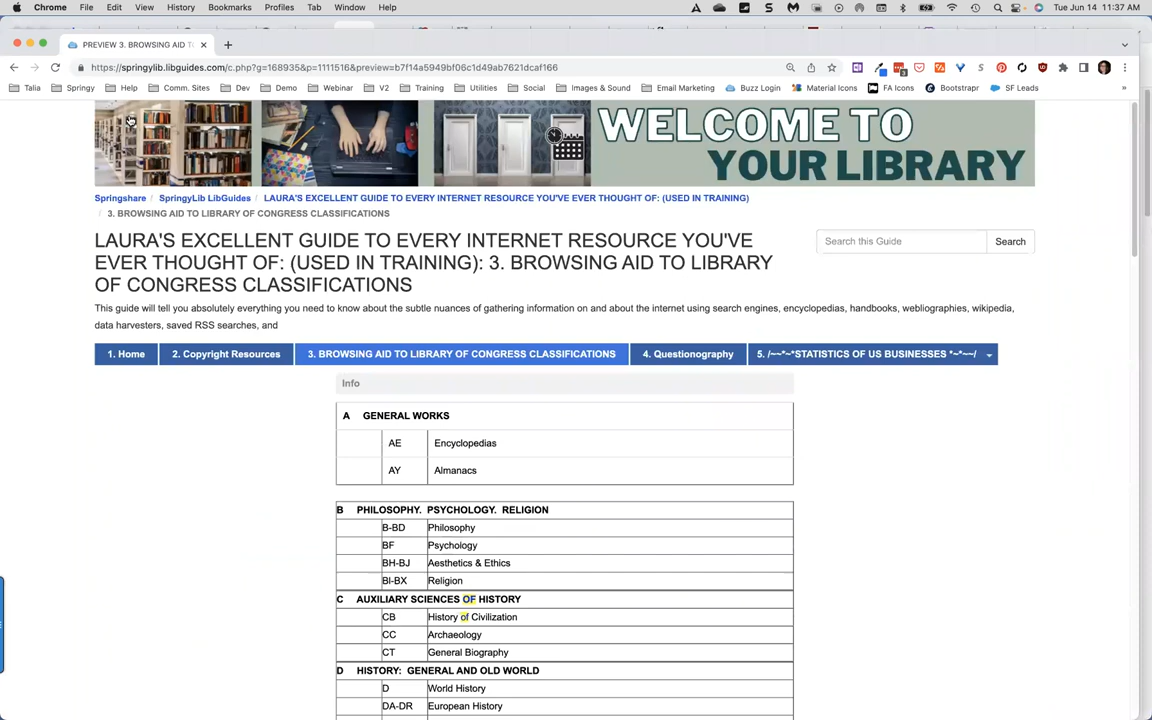 Chrome File Edit View History Bookmarks Profiles Tab Window Help Tue Jun 14 11:37 AM
PREVIEW 3. BROWSING AID TO
https://springylib.libguides.com/c.php?g=168935&p=1111516&preview=b7f14a5949bf06c1d49ab7621dcaf166
Talia Springy Help Comm. Sites Dev Demo Webinar V2 Training Utilities Social Images & Sound Email Marketing Buzz Login Material Icons FA Icons Bootstrapr SF Leads »
WELCOME TO
YOUR LIBRARY
Springshare / SpringyLib LibGuides / LAURA'S EXCELLENT GUIDE TO EVERY INTERNET RESOURCE YOU'VE EVER THOUGHT OF: (USED IN TRAINING)
/ 3. BROWSING AID TO LIBRARY OF CONGRESS CLASSIFICATIONS
LAURA'S EXCELLENT GUIDE TO EVERY INTERNET RESOURCE YOU'VE
EVER THOUGHT OF: (USED IN TRAINING): 3. BROWSING AID TO LIBRARY
OF CONGRESS CLASSIFICATIONS
Search this Guide Search
This guide will tell you absolutely everything you need to know about the subtle nuances of gathering information on and about the internet using search engines, encyclopedias, handbooks, webliographies, wikipedia,
data harvesters, saved RSS searches, and
1. Home 2. Copyright Resources 3. BROWSING AID TO LIBRARY OF CONGRESS CLASSIFICATIONS 4. Questionography 5. /~~*~*STATISTICS OF US BUSINESSES *~*~~/
Info
A GENERAL WORKS
AE Encyclopedias
AY Almanacs
B PHILOSOPHY. PSYCHOLOGY. RELIGION
B-BD Philosophy
BF Psychology
BH-BJ Aesthetics & Ethics
BI-BX Religion
C AUXILIARY SCIENCES OF HISTORY
CB History of Civilization
CC Archaeology
CT General Biography
D HISTORY: GENERAL AND OLD WORLD
D World History
DA-DR European History